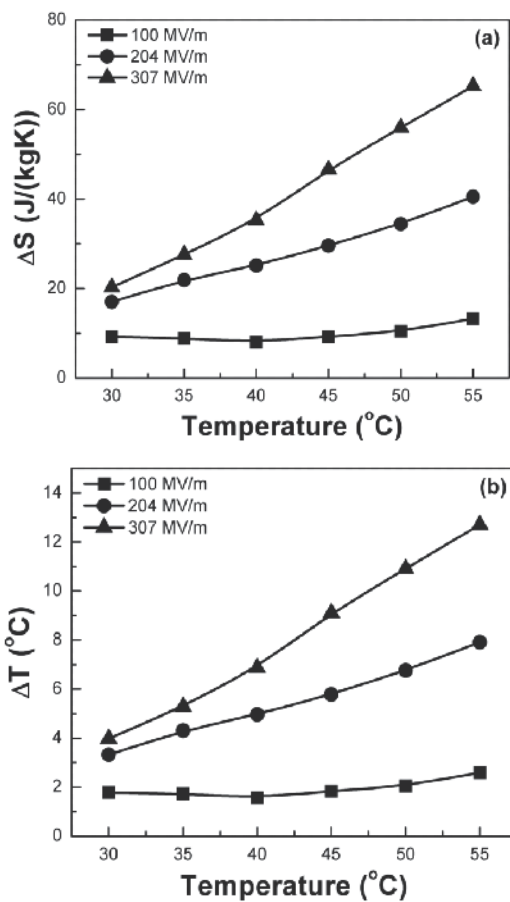 (a)
100 MV/m
204 MV/m
307 MV/m
ΔS (J/(kgK))
80
60
40
20
0
30 35 40 45 50 55
Temperature (°C)
(b)
100 MV/m
204 MV/m
307 MV/m
ΔT (°C)
14
12
10
8
6
4
2
0
30 35 40 45 50 55
Temperature (°C)